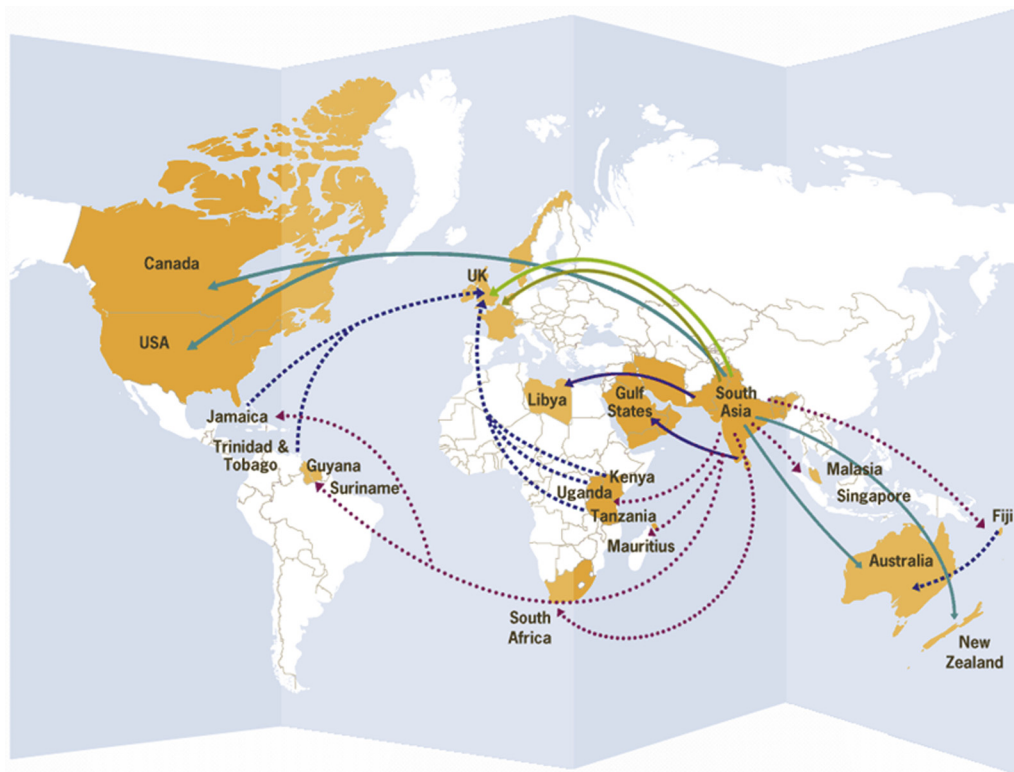 Canada
UK
USA
Jamaica
Trinidad &
Tobago
Guyana
Suriname
Libya
Gulf
States
South
Asia
Kenya
Uganda
Tanzania
Mauritius
South
Africa
Malasia
Singapore
Fiji
Australia
New
Zealand